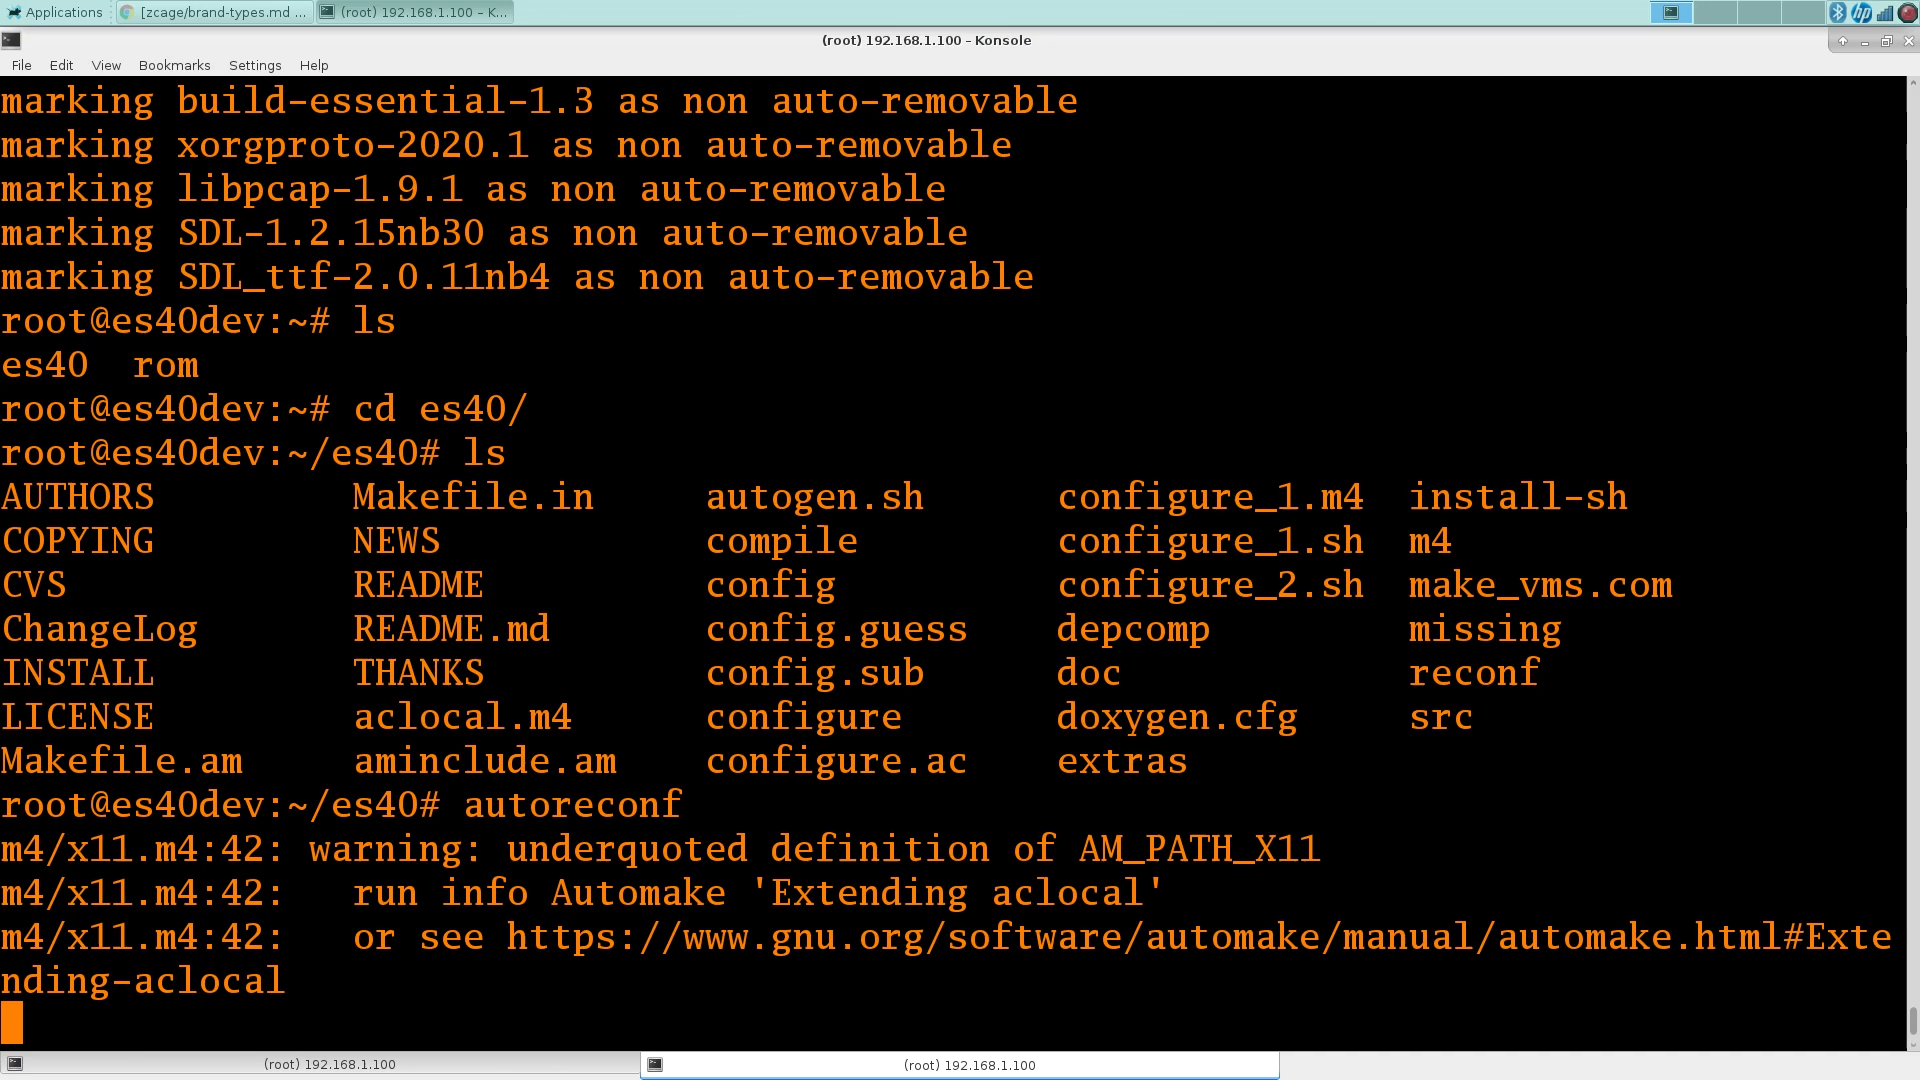 Applications [zcage/brand-types.md ... (root) 192.168.1.100 – K...
(root) 192.168.1.100 – Konsole
File Edit View Bookmarks Settings Help
marking build-essential-1.3 as non auto-removable
marking xorgproto-2020.1 as non auto-removable
marking libpcap-1.9.1 as non auto-removable
marking SDL-1.2.15nb30 as non auto-removable
marking SDL_ttf-2.0.11nb4 as non auto-removable
root@es40dev:~# ls
es40  rom
root@es40dev:~# cd es40/
root@es40dev:~/es40# ls
AUTHORS         Makefile.in     autogen.sh      configure_1.m4  install-sh
COPYING         NEWS            compile         configure_1.sh  m4
CVS             README          config          configure_2.sh  make_vms.com
ChangeLog       README.md       config.guess    depcomp         missing
INSTALL         THANKS          config.sub      doc             reconf
LICENSE         aclocal.m4      configure       doxygen.cfg     src
Makefile.am     aminclude.am    configure.ac    extras
root@es40dev:~/es40# autoreconf
m4/x11.m4:42: warning: underquoted definition of AM_PATH_X11
m4/x11.m4:42:   run info Automake 'Extending aclocal'
m4/x11.m4:42:   or see https://www.gnu.org/software/automake/manual/automake.html#Exte
nding-aclocal
(root) 192.168.1.100 (root) 192.168.1.100
hp